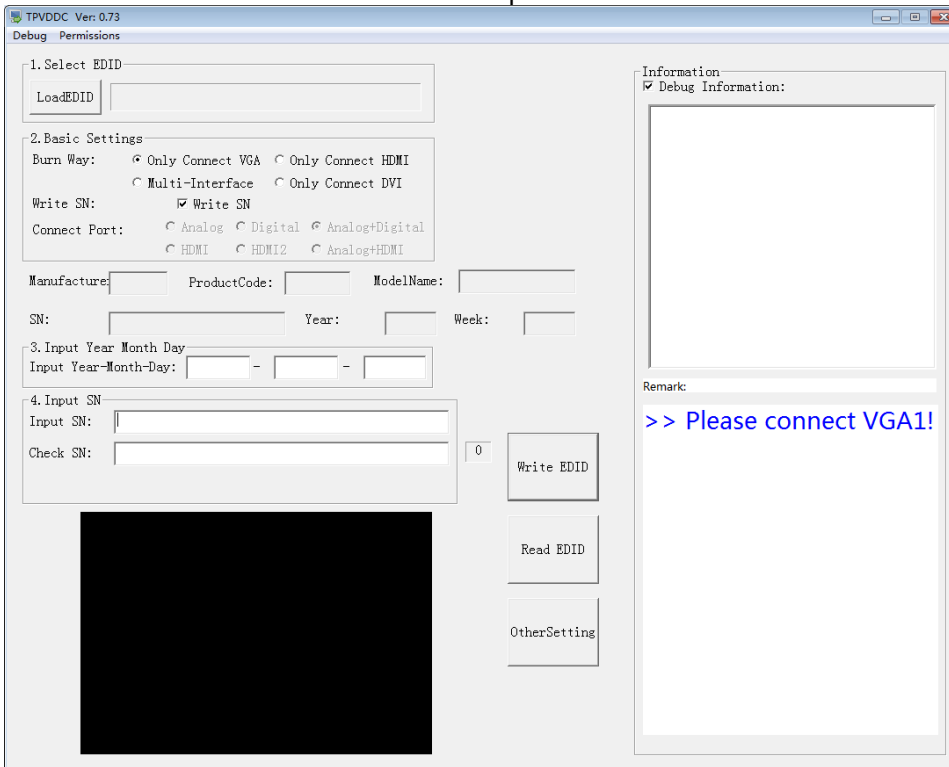 TPVDDC Ver: 0.73
Debug Permissions
1.Select EDID
LoadEDID
2.Basic Settings
Burn Way: Only Connect VGA Only Connect HDMI
Multi-Interface Only Connect DVI
Write SN: Write SN
Connect Port: Analog Digital Analog+Digital
HDMI HDMI2 Analog+HDMI
Manufacture: ProductCode: ModelName:
SN: Year: Week:
3.Input Year Month Day
Input Year-Month-Day: - -
4.Input SN
Input SN:
Check SN: 0
Write EDID
Read EDID
OtherSetting
Information
Debug Information:
Remark:
>> Please connect VGA1!